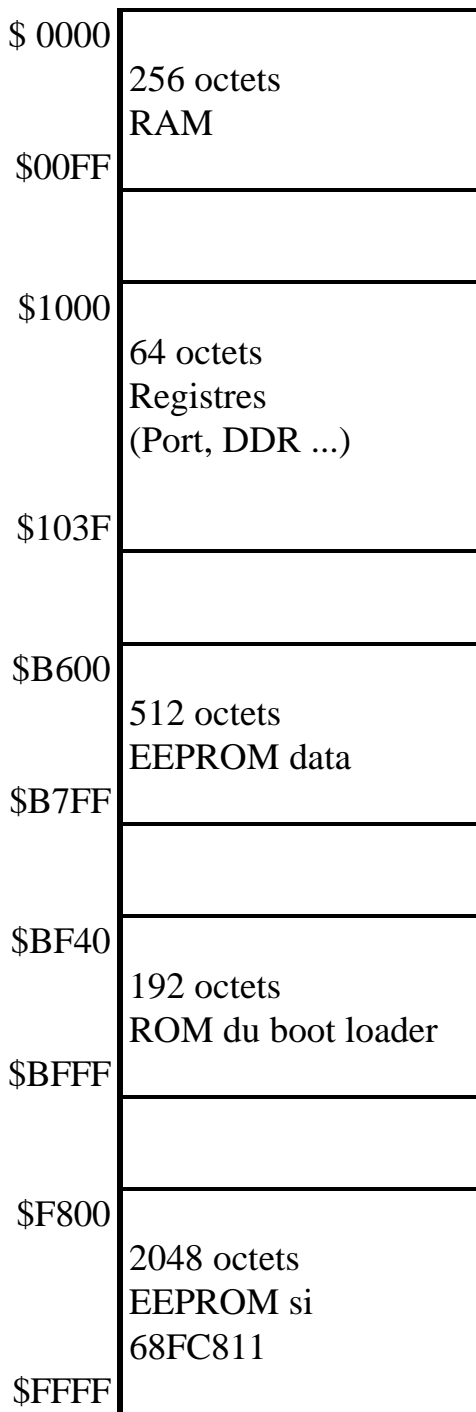 $ 0000
256 octets
RAM
$00FF
$1000
64 octets
Registres
(Port, DDR ...)
$103F
$B600
512 octets
EEPROM data
$B7FF
$BF40
192 octets
ROM du boot loader
$BFFF
$F800
2048 octets
EEPROM si
68FC811
$FFFF